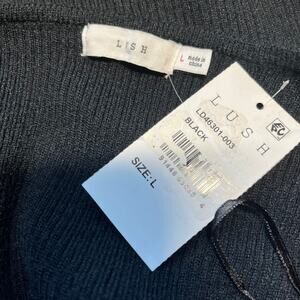 LUSH
L
made in
china
LUSH
LD46301-003
BLACK
SIZE: L